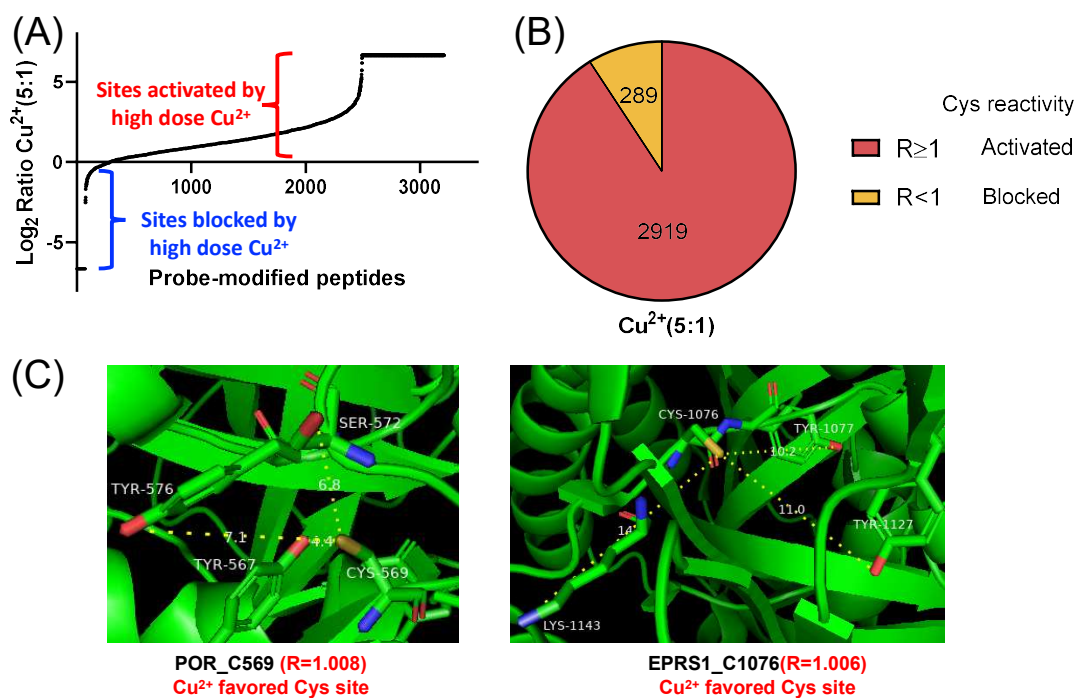 (A)
Log₂ Ratio Cu²⁺(5:1)
5
0
-5
1000
2000
3000
Sites activated by
high dose Cu²⁺
Sites blocked by
high dose Cu²⁺
Probe-modified peptides
(B)
289
2919
Cu²⁺(5:1)
Cys reactivity
R≥1 Activated
R<1 Blocked
(C)
SER-572
TYR-576
6.8
7.1
4.4
TYR-567
CYS-569
POR_C569 (R=1.008)
Cu²⁺ favored Cys site
CYS-1076
TYR-1077
10.2
11.0
TYR-1127
14
LYS-1143
EPRS1_C1076(R=1.006)
Cu²⁺ favored Cys site